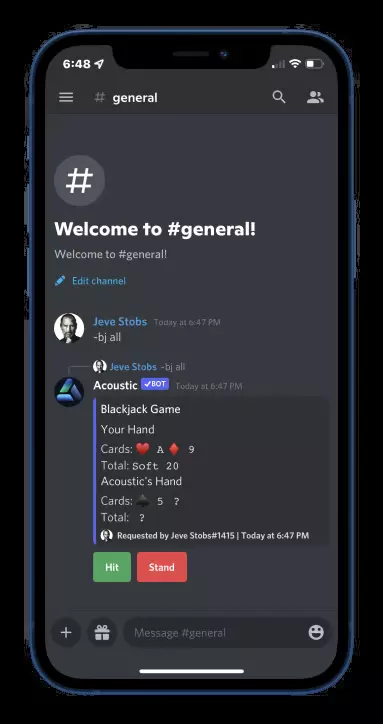 6:48
# general
#
Welcome to #general!
Welcome to #general!
Edit channel
Jeve Stobs Today at 6:47 PM
-bj all
Jeve Stobs -bj all
Acoustic ✓BOT Today at 6:47 PM
Blackjack Game
Your Hand
Cards: ♥ A ♦ 9
Total: Soft 20
Acoustic's Hand
Cards: ♠ 5 ?
Total: ?
Requested by Jeve Stobs#1415 | Today at 6:47 PM
Hit Stand
Message #general